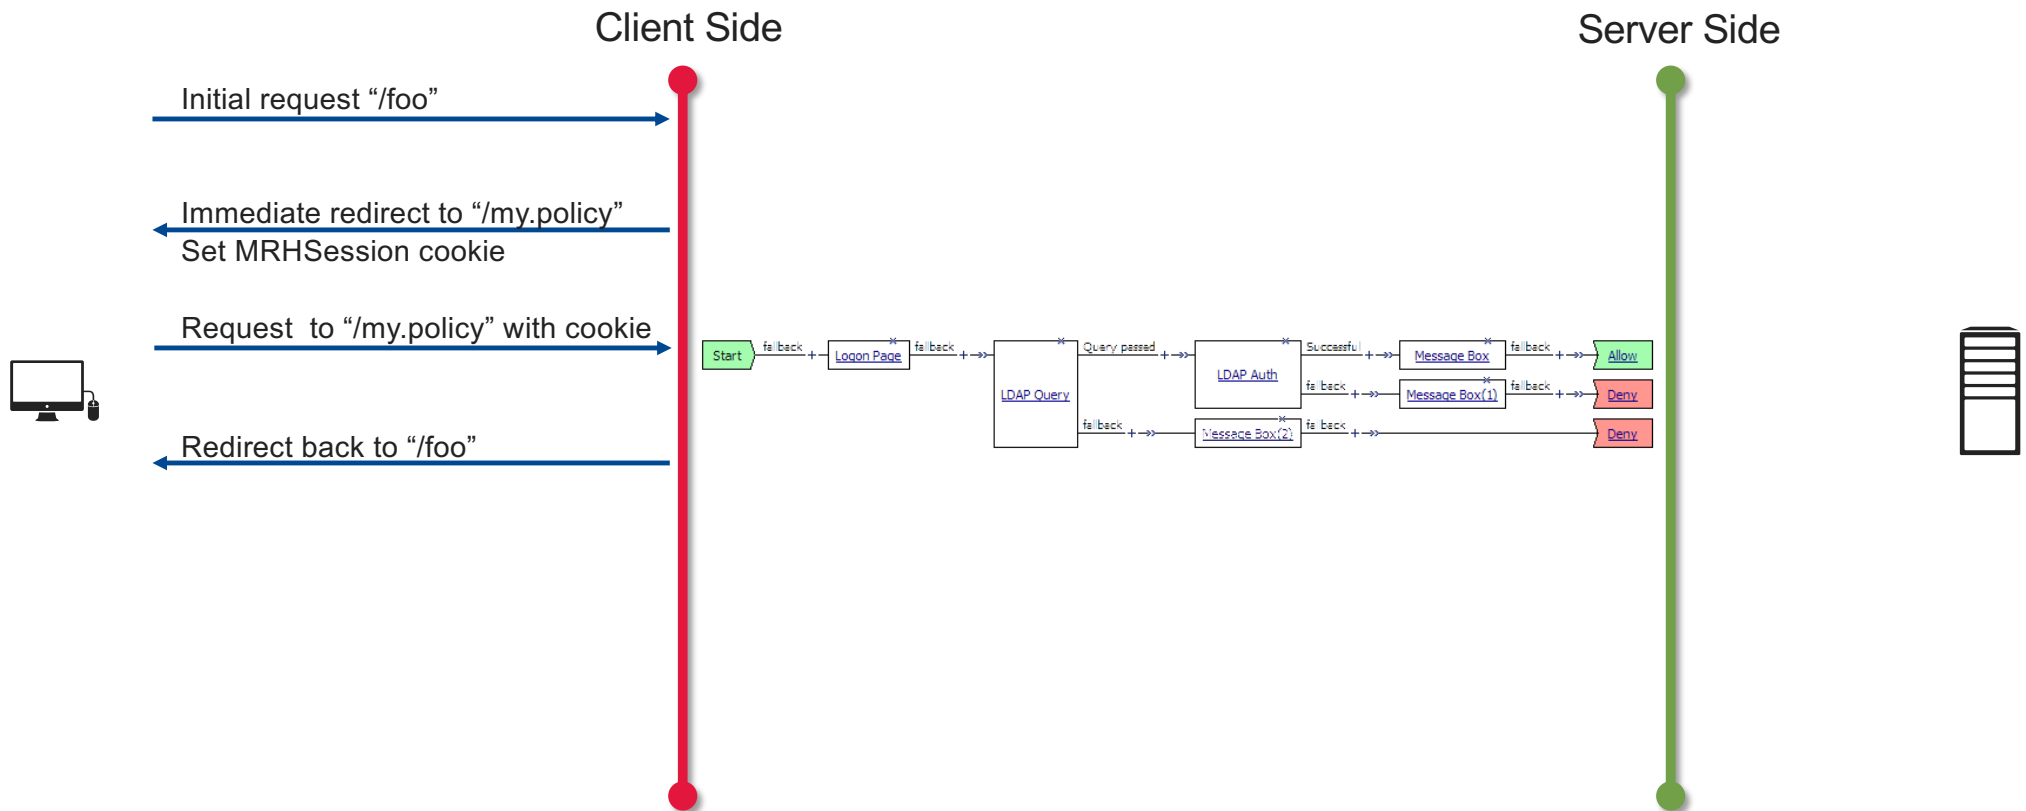 Client Side
Server Side
Initial request “/foo”
Immediate redirect to “/my.policy”
Set MRHSession cookie
Request to “/my.policy” with cookie
Redirect back to “/foo”
Start
fallback
Logon Page
fallback
LDAP Query
Query passed
LDAP Auth
Successful
Message Box
fallback
Allow
fallback
Message Box(1)
fallback
Deny
fallback
Message Box(2)
fallback
Deny